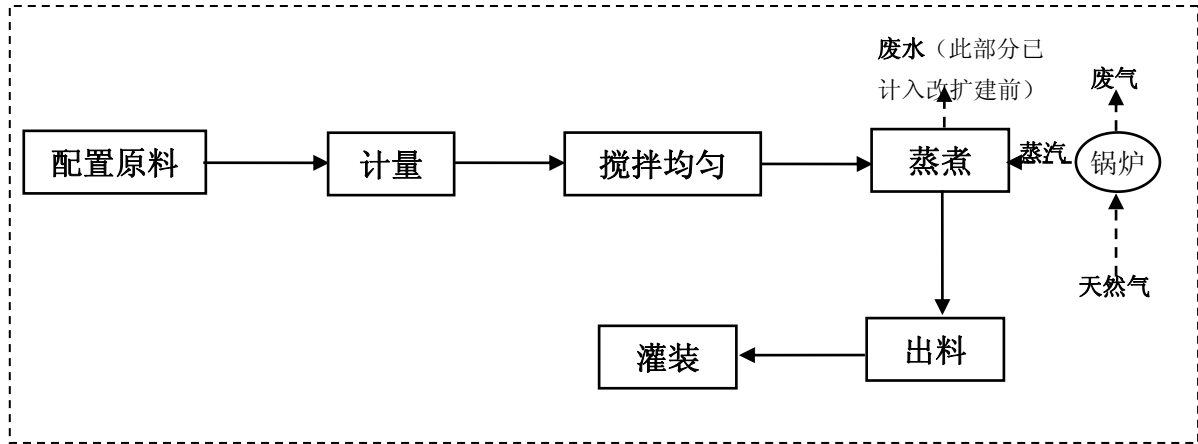 废水（此部分已
计入改扩建前）
废气
配置原料
计量
搅拌均匀
蒸煮
蒸汽
锅炉
天然气
灌装
出料